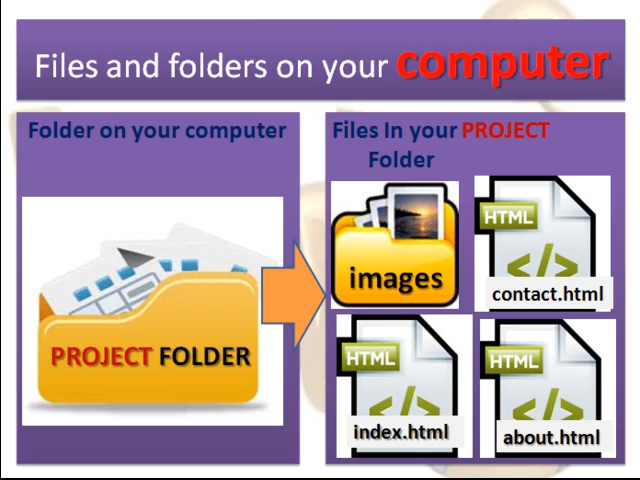 Files and folders on your computer
Folder on your computer
PROJECT FOLDER
Files In your PROJECT
Folder
images
HTML
</>
contact.html
HTML
</>
index.html
HTML
</>
about.html